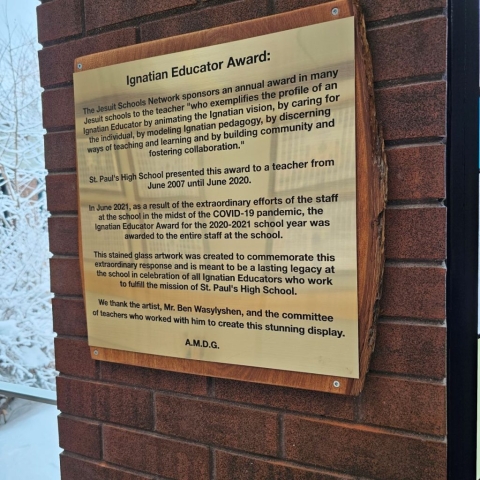 Ignatian Educator Award:
The Jesuit Schools Network sponsors an annual award in many
Jesuit schools to the teacher "who exemplifies the profile of an
Ignatian Educator by animating the Ignatian vision, by caring for
the individual, by modeling Ignatian pedagogy, by discerning
ways of teaching and learning and by building community and
fostering collaboration."
St. Paul's High School presented this award to a teacher from
June 2007 until June 2020.
In June 2021, as a result of the extraordinary efforts of the staff
at the school in the midst of the COVID-19 pandemic, the
Ignatian Educator Award for the 2020-2021 school year was
awarded to the entire staff at the school.
This stained glass artwork was created to commemorate this
extraordinary response and is meant to be a lasting legacy at
the school in celebration of all Ignatian Educators who work
to fulfill the mission of St. Paul's High School.
We thank the artist, Mr. Ben Wasylyshen, and the committee
of teachers who worked with him to create this stunning display.
A.M.D.G.